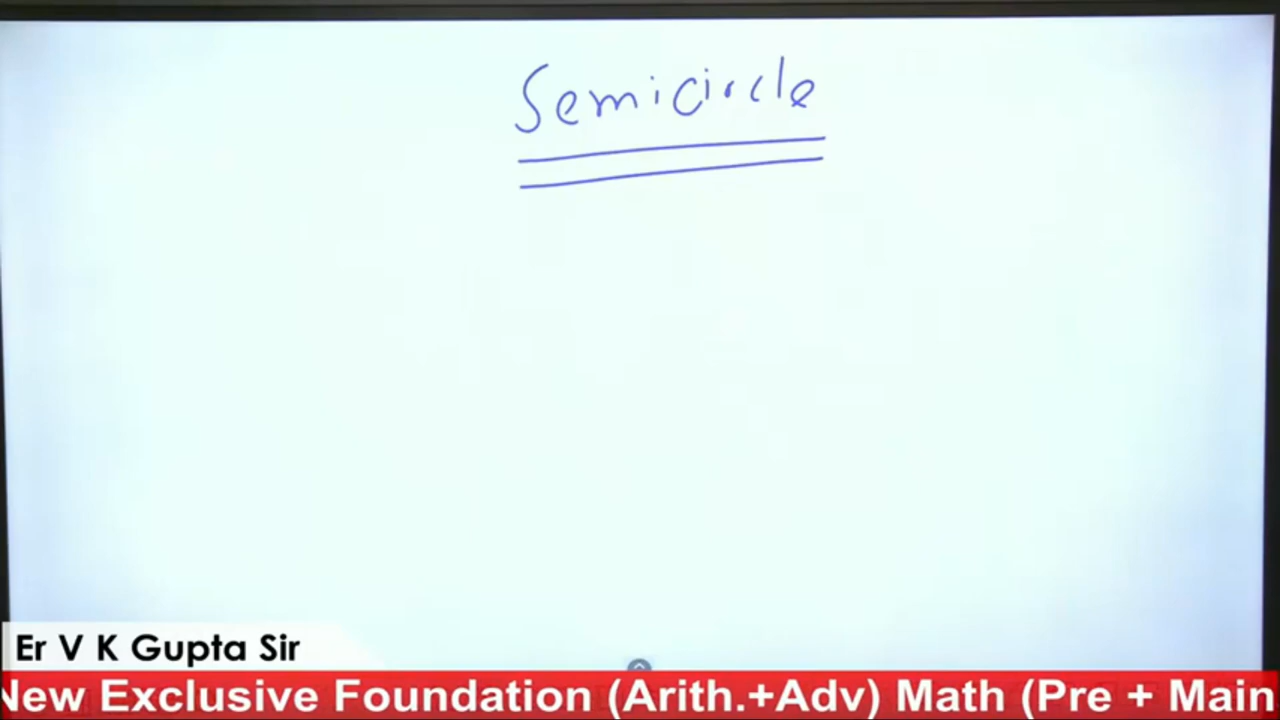 Semicircle
Er V K Gupta Sir
New Exclusive Foundation (Arith.+Adv) Math (Pre + Main